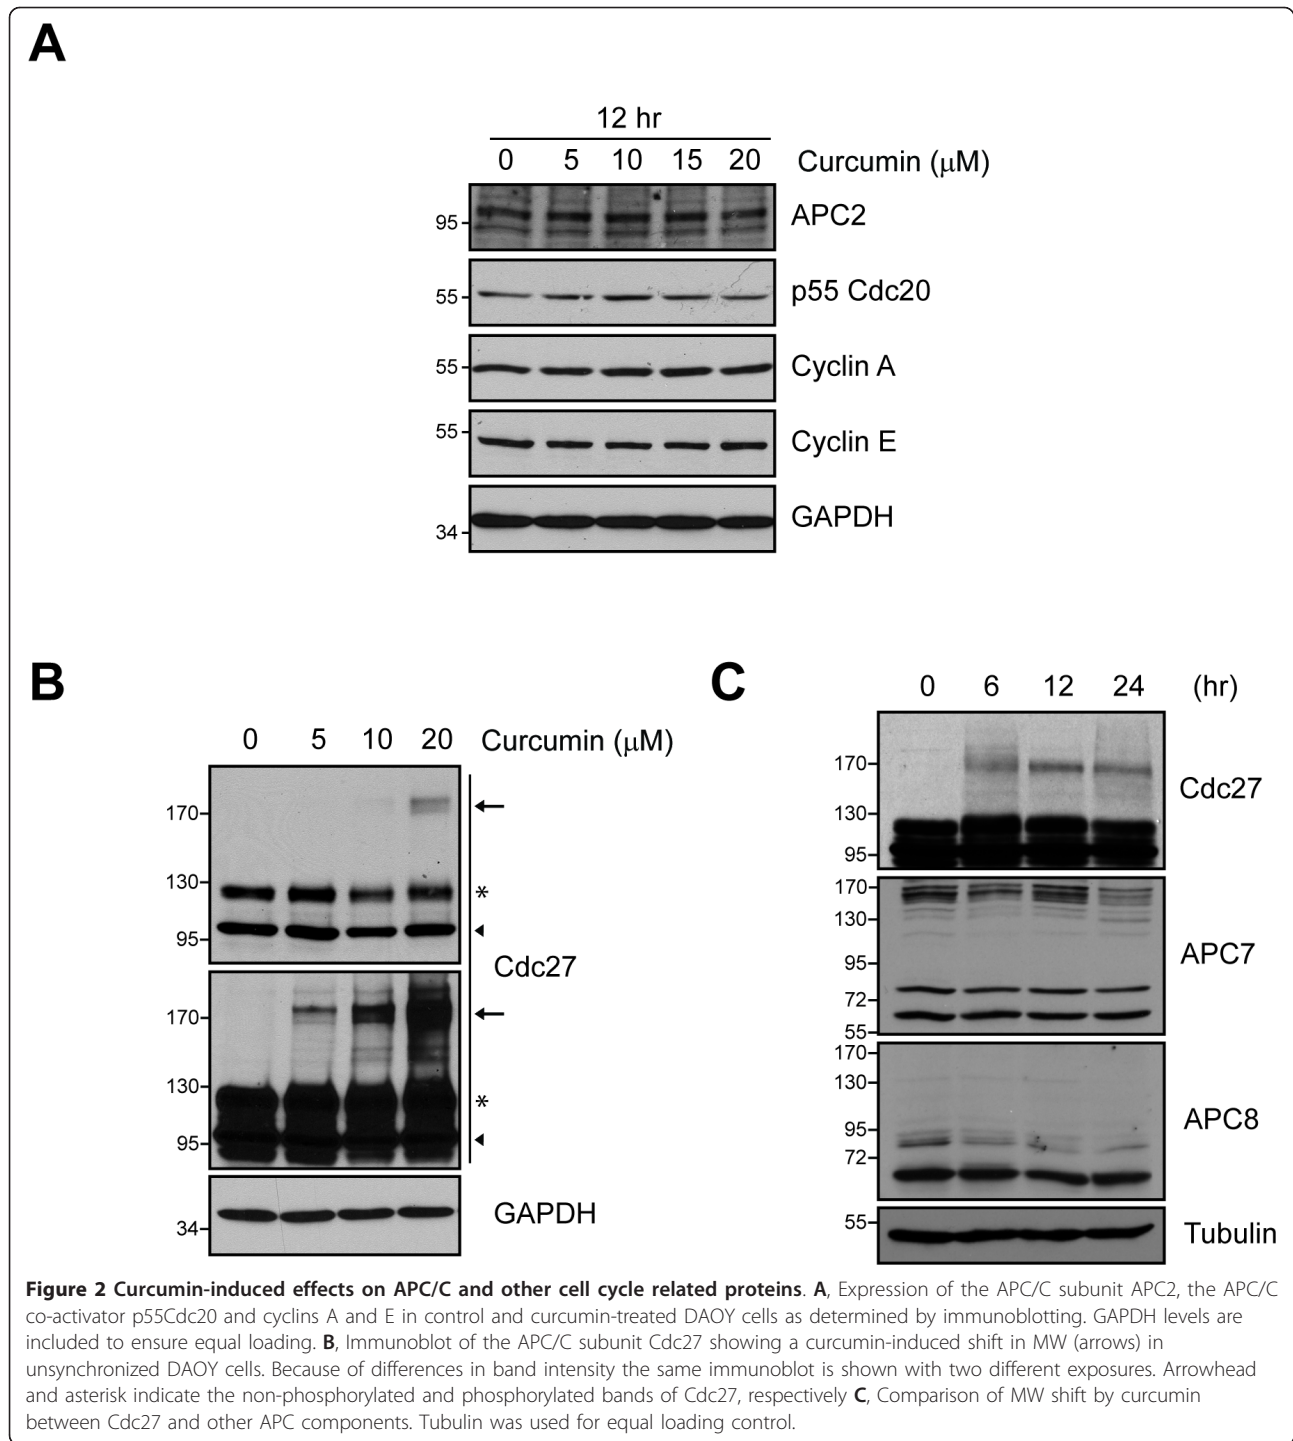 A
12 hr
0 5 10 15 20 Curcumin (μM)
95 APC2
55 p55 Cdc20
55 Cyclin A
55 Cyclin E
34 GAPDH
B
0 5 10 20 Curcumin (μM)
170
130 *
95
Cdc27
170
130 *
95
34 GAPDH
C
0 6 12 24 (hr)
170
Cdc27
130
95
170
130
APC7
95
72
55
170
130
APC8
95
72
55 Tubulin
Figure 2 Curcumin-induced effects on APC/C and other cell cycle related proteins. A, Expression of the APC/C subunit APC2, the APC/C
co-activator p55Cdc20 and cyclins A and E in control and curcumin-treated DAOY cells as determined by immunoblotting. GAPDH levels are
included to ensure equal loading. B, Immunoblot of the APC/C subunit Cdc27 showing a curcumin-induced shift in MW (arrows) in
unsynchronized DAOY cells. Because of differences in band intensity the same immunoblot is shown with two different exposures. Arrowhead
and asterisk indicate the non-phosphorylated and phosphorylated bands of Cdc27, respectively C, Comparison of MW shift by curcumin
between Cdc27 and other APC components. Tubulin was used for equal loading control.